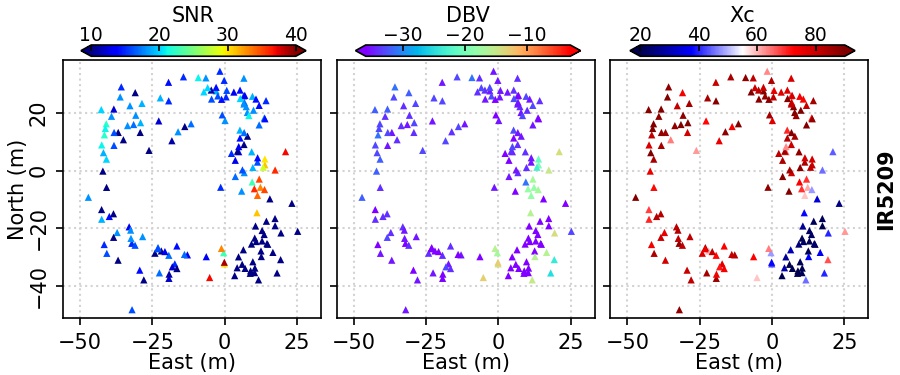 SNR DBV Xc
10 20 30 40 −30 −20 −10 20 40 60 80
20
0
−20
−40
North (m)
−50 −25 0 25 −50 −25 0 25 −50 −25 0 25
East (m) East (m) East (m)
IR5209